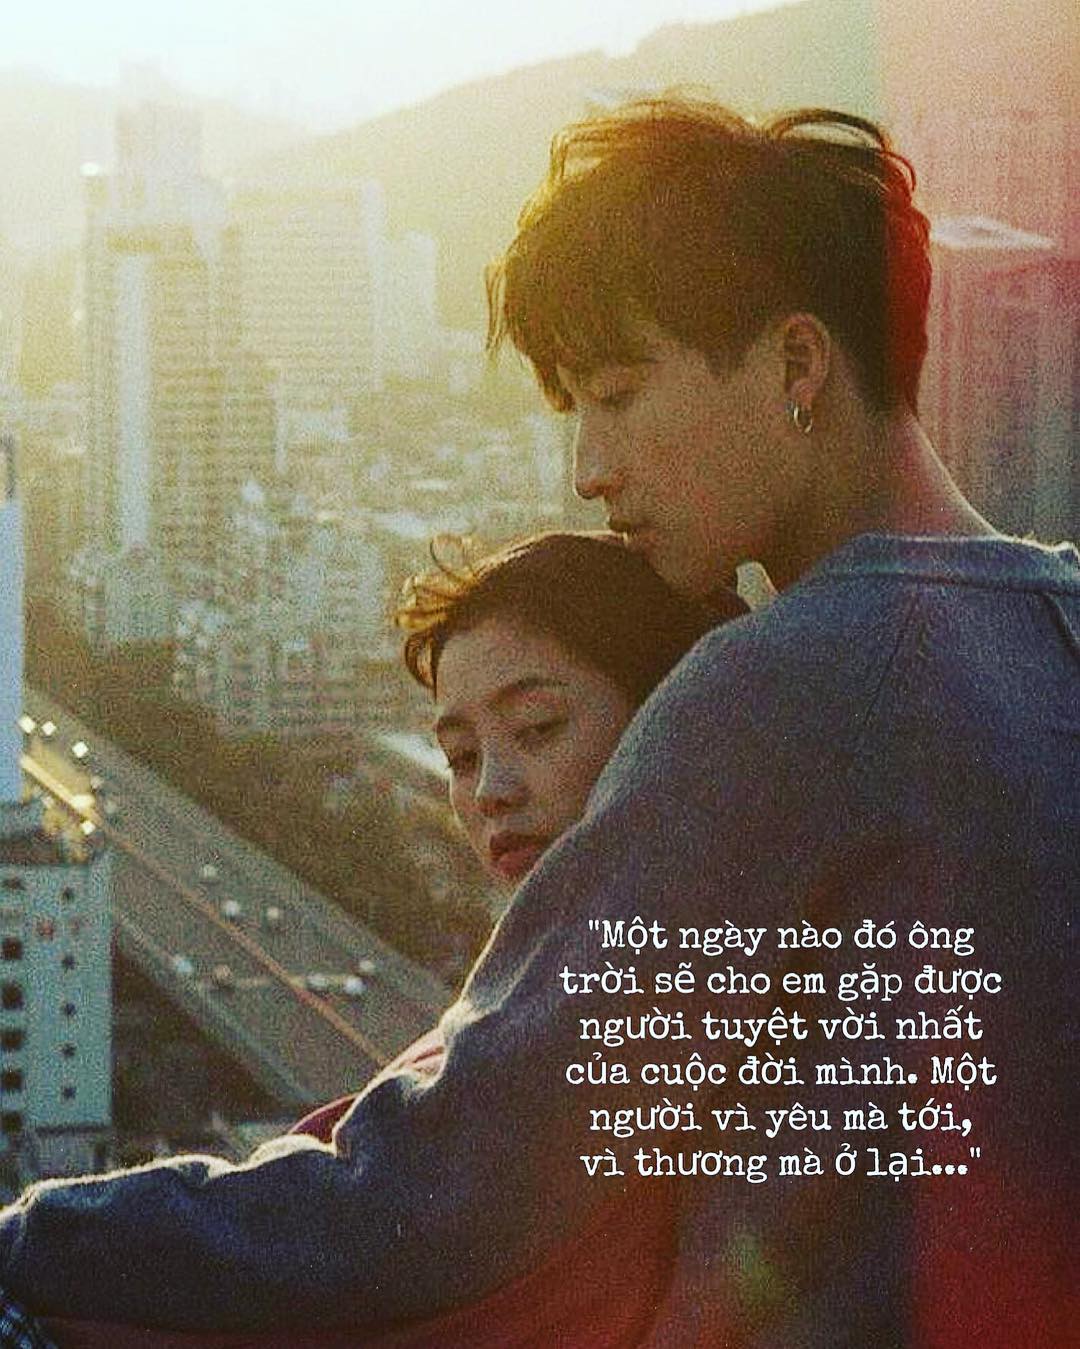 "Một ngày nào đó ông
trời sẽ cho em gặp được
người tuyệt vời nhất
của cuộc đời mình. Một
người vì yêu mà tới,
vì thương mà ở lại..."